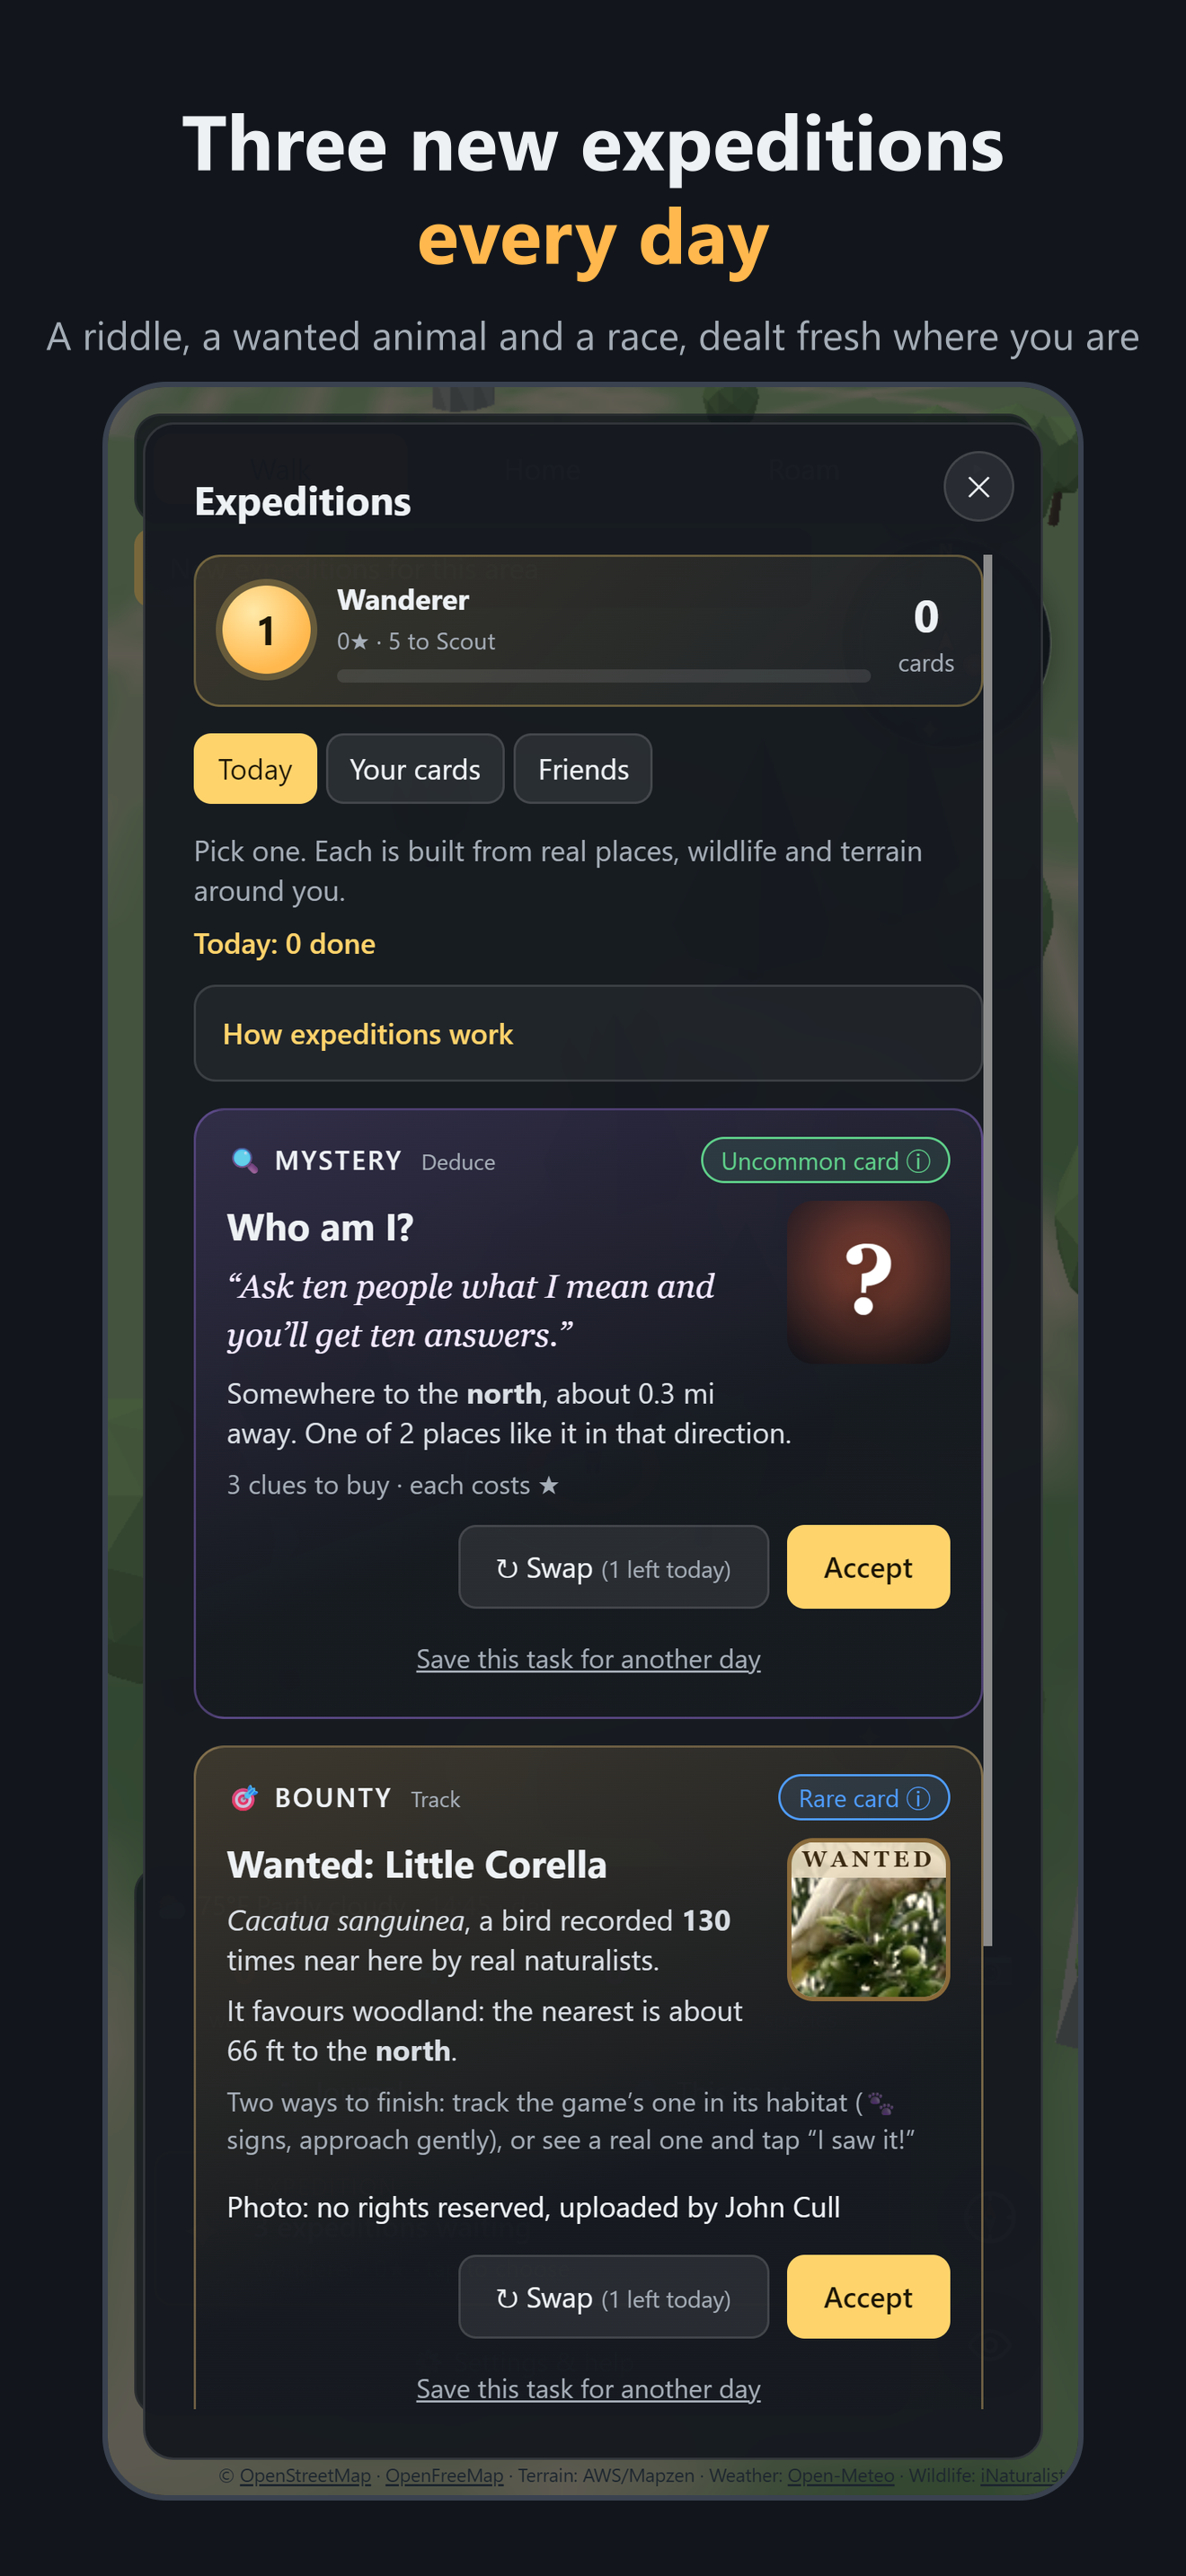 Three new expeditions
every day
A riddle, a wanted animal and a race, dealt fresh where you are
Walk Home Roam
Expeditions
1
Wanderer
0★ · 5 to Scout
0
cards
Today
Your cards
Friends
Pick one. Each is built from real places, wildlife and terrain
around you.
Today: 0 done
How expeditions work
🔍 MYSTERY Deduce
Uncommon card ⓘ
Who am I?
?
“Ask ten people what I mean and
you’ll get ten answers.”
Somewhere to the north, about 0.3 mi
away. One of 2 places like it in that direction.
3 clues to buy · each costs ★
↻ Swap (1 left today)
Accept
Save this task for another day
🎯 BOUNTY Track
Rare card ⓘ
Wanted: Little Corella
WANTED
Cacatua sanguinea, a bird recorded 130
times near here by real naturalists.
It favours woodland: the nearest is about
66 ft to the north.
Two ways to finish: track the game’s one in its habitat (🐾
signs, approach gently), or see a real one and tap “I saw it!”
Photo: no rights reserved, uploaded by John Cull
↻ Swap (1 left today)
Accept
Save this task for another day
© OpenStreetMap · OpenFreeMap · Terrain: AWS/Mapzen · Weather: Open-Meteo · Wildlife: iNaturalist